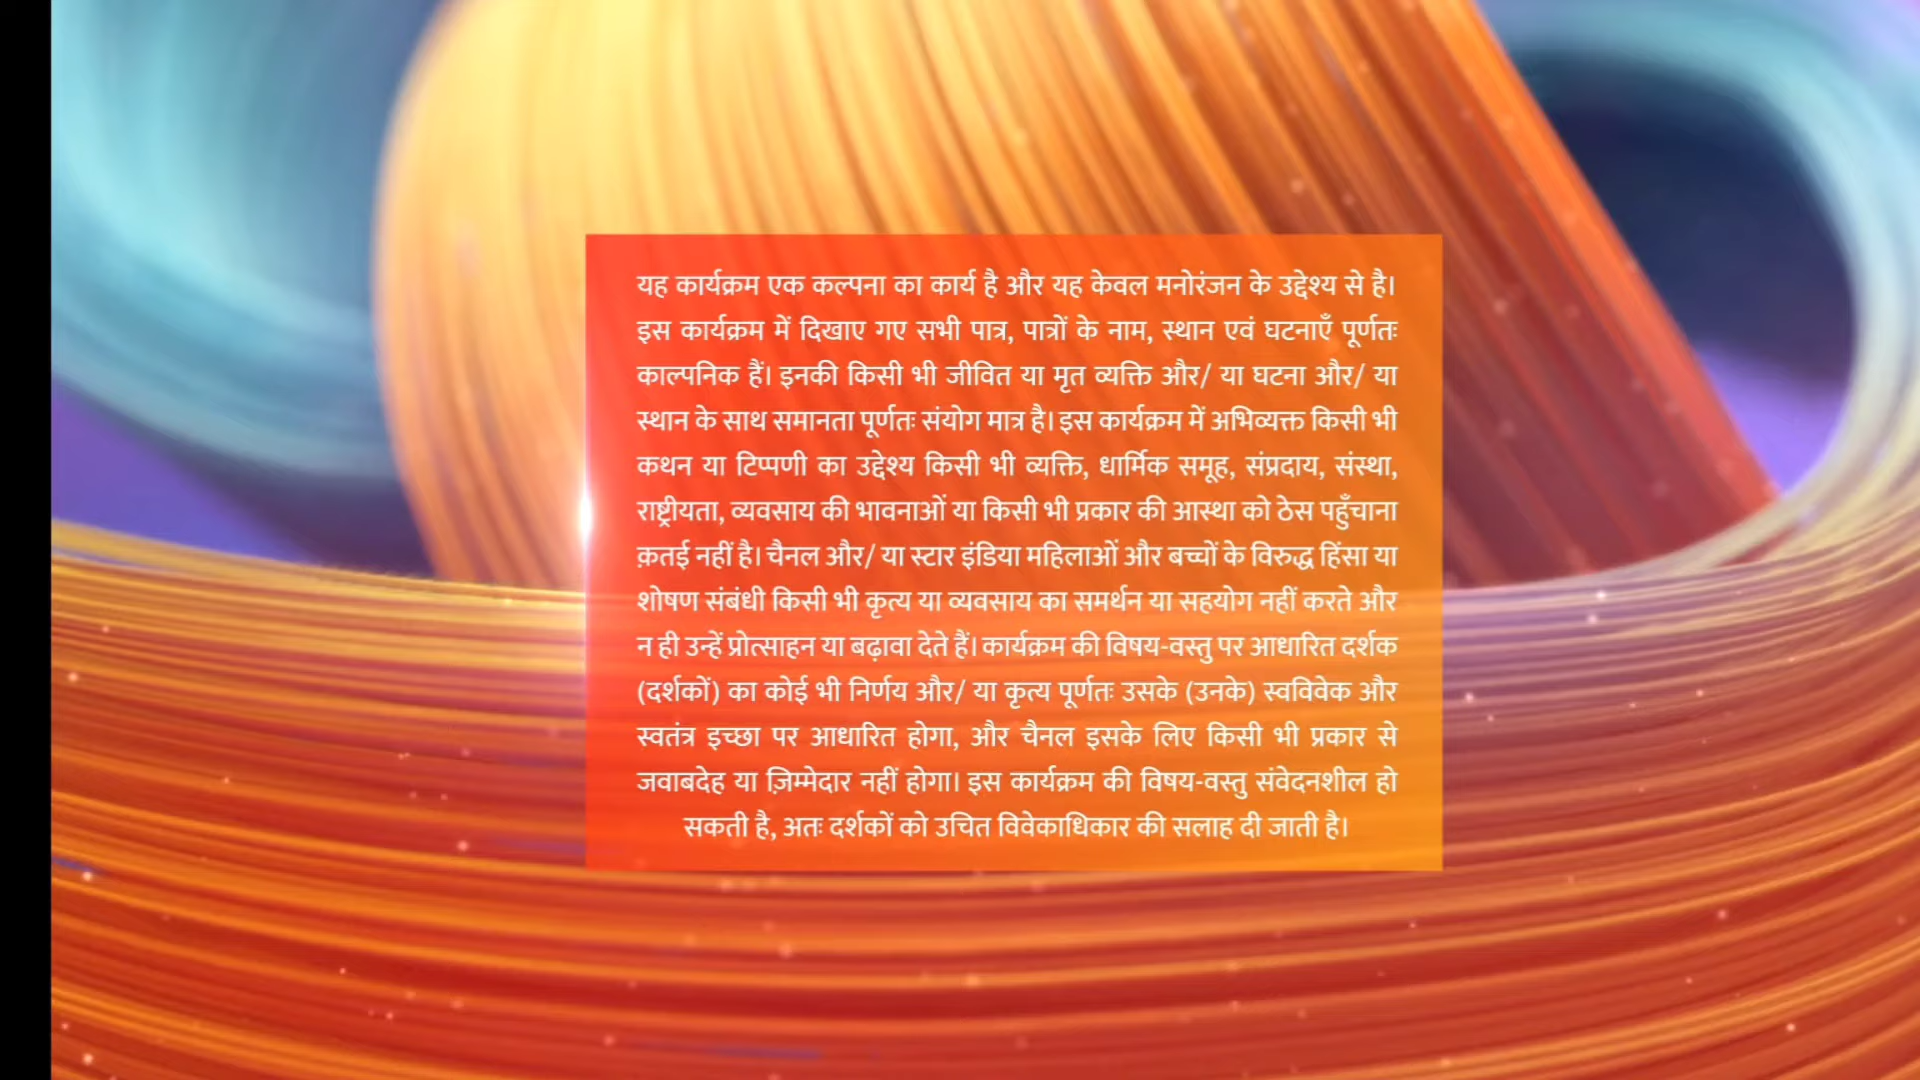 यह कार्यक्रम एक कल्पना का कार्य है और यह केवल मनोरंजन के उद्देश्य से है।
इस कार्यक्रम में दिखाए गए सभी पात्र, पात्रों के नाम, स्थान एवं घटनाएँ पूर्णतः
काल्पनिक हैं। इनकी किसी भी जीवित या मृत व्यक्ति और/ या घटना और/ या
स्थान के साथ समानता पूर्णतः संयोग मात्र है। इस कार्यक्रम में अभिव्यक्त किसी भी
कथन या टिप्पणी का उद्देश्य किसी भी व्यक्ति, धार्मिक समूह, संप्रदाय, संस्था,
राष्ट्रीयता, व्यवसाय की भावनाओं या किसी भी प्रकार की आस्था को ठेस पहुँचाना
क़तई नहीं है। चैनल और/ या स्टार इंडिया महिलाओं और बच्चों के विरुद्ध हिंसा या
शोषण संबंधी किसी भी कृत्य या व्यवसाय का समर्थन या सहयोग नहीं करते और
न ही उन्हें प्रोत्साहन या बढ़ावा देते हैं। कार्यक्रम की विषय-वस्तु पर आधारित दर्शक
(दर्शकों) का कोई भी निर्णय और/ या कृत्य पूर्णतः उसके (उनके) स्वविवेक और
स्वतंत्र इच्छा पर आधारित होगा, और चैनल इसके लिए किसी भी प्रकार से
जवाबदेह या ज़िम्मेदार नहीं होगा। इस कार्यक्रम की विषय-वस्तु संवेदनशील हो
सकती है, अतः दर्शकों को उचित विवेकाधिकार की सलाह दी जाती है।